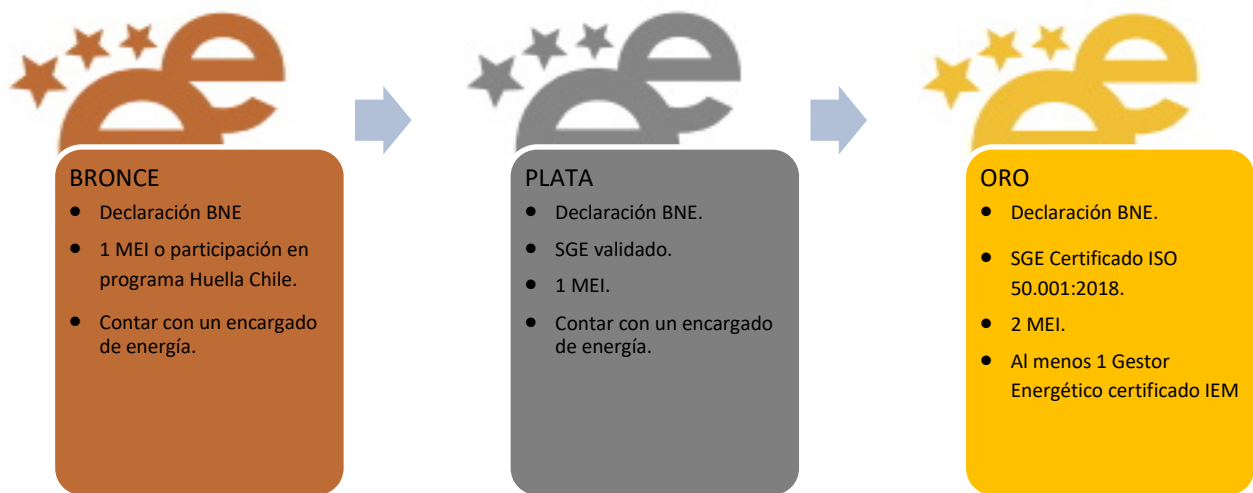 BRONCE
• Declaración BNE
• 1 MEI o participación en
programa Huella Chile.
• Contar con un encargado
de energía.
PLATA
• Declaración BNE.
• SGE validado.
• 1 MEI.
• Contar con un encargado
de energía.
ORO
• Declaración BNE.
• SGE Certificado ISO
50.001:2018.
• 2 MEI.
• Al menos 1 Gestor
Energético certificado IEM